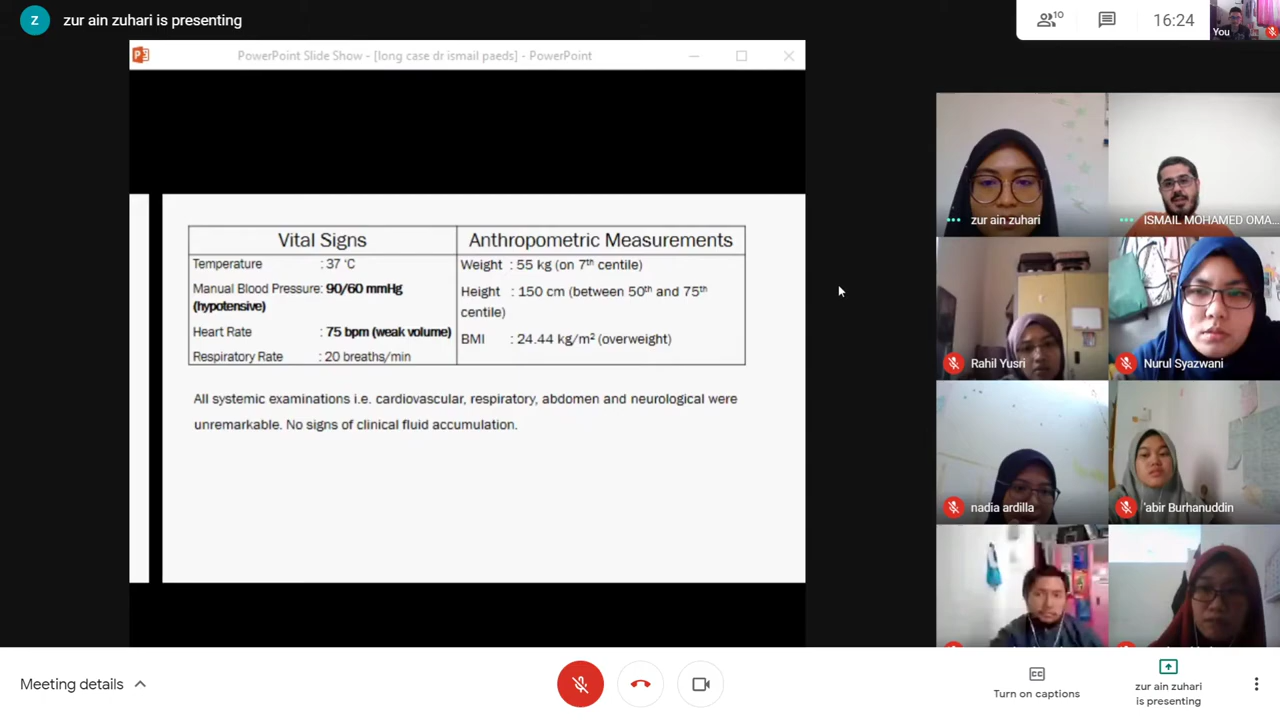 Z
zur ain zuhari is presenting
10
16:24
You
PowerPoint Slide Show - [long case dr ismail paeds] - PowerPoint
Vital Signs
Temperature : 37 °C
Manual Blood Pressure: 90/60 mmHg
(hypotensive)
Heart Rate : 75 bpm (weak volume)
Respiratory Rate : 20 breaths/min
Anthropometric Measurements
Weight : 55 kg (on 7th centile)
Height : 150 cm (between 50th and 75th
centile)
BMI : 24.44 kg/m² (overweight)
All systemic examinations i.e. cardiovascular, respiratory, abdomen and neurological were
unremarkable. No signs of clinical fluid accumulation.
zur ain zuhari
ISMAIL MOHAMED OMA...
Rahil Yusri
Nurul Syazwani
nadia ardilla
'abir Burhanuddin
Meeting details
CC
Turn on captions
zur ain zuhari
is presenting